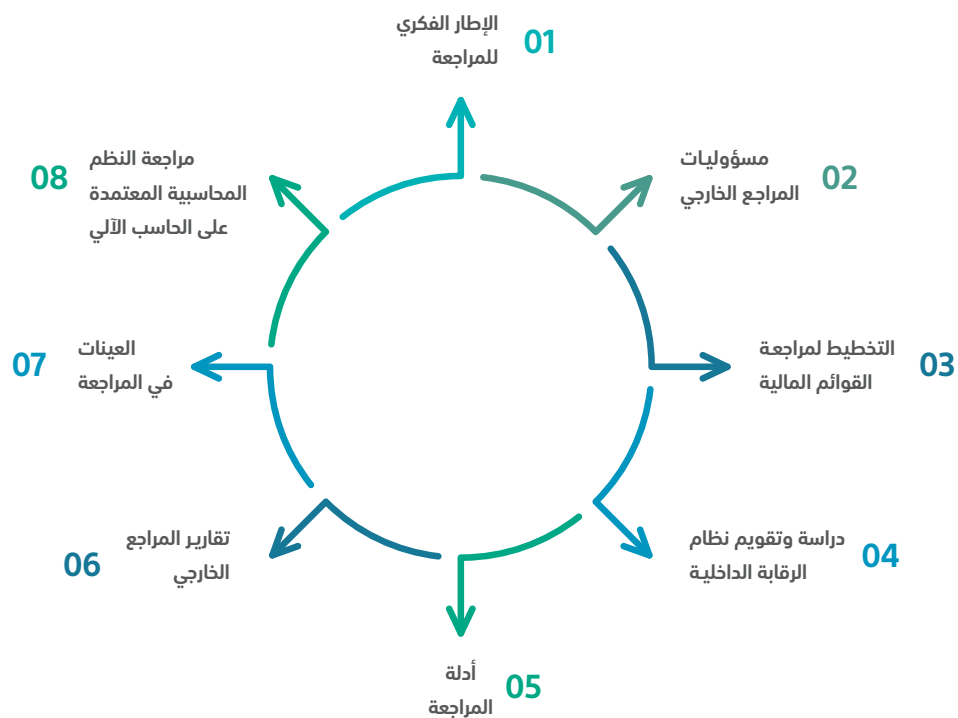 01
الإطار الفكري
للمراجعة
02
مسؤوليات
المراجع الخارجي
03
التخطيط لمراجعة
القوائم المالية
04
دراسة وتقويم نظام
الرقابة الداخلية
05
أدلة
المراجعة
06
تقارير المراجع
الخارجي
07
العينات
في المراجعة
08
مراجعة النظم
المحاسبية المعتمدة
على الحاسب الآلي